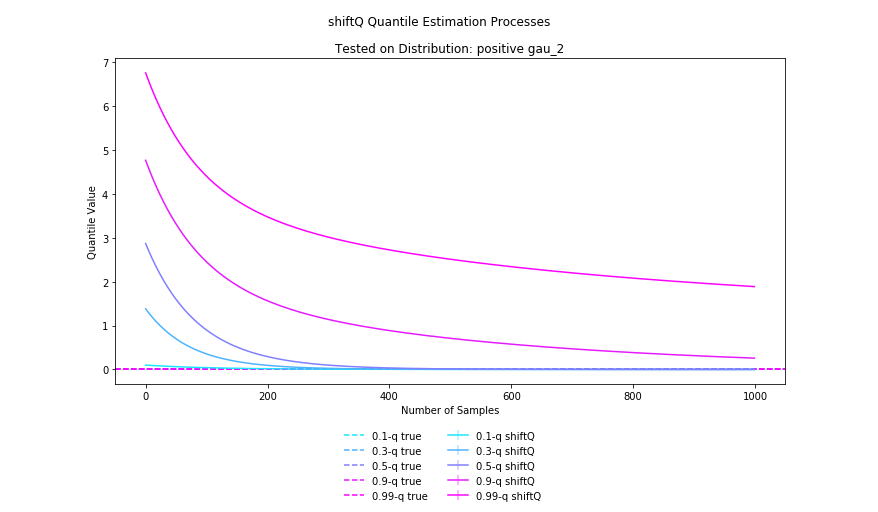 shiftQ Quantile Estimation Processes
Tested on Distribution: positive gau_2
7
6
5
4
3
2
1
0
Quantile Value
0 200 400 600 800 1000
Number of Samples
0.1-q true 0.1-q shiftQ
0.3-q true 0.3-q shiftQ
0.5-q true 0.5-q shiftQ
0.9-q true 0.9-q shiftQ
0.99-q true 0.99-q shiftQ